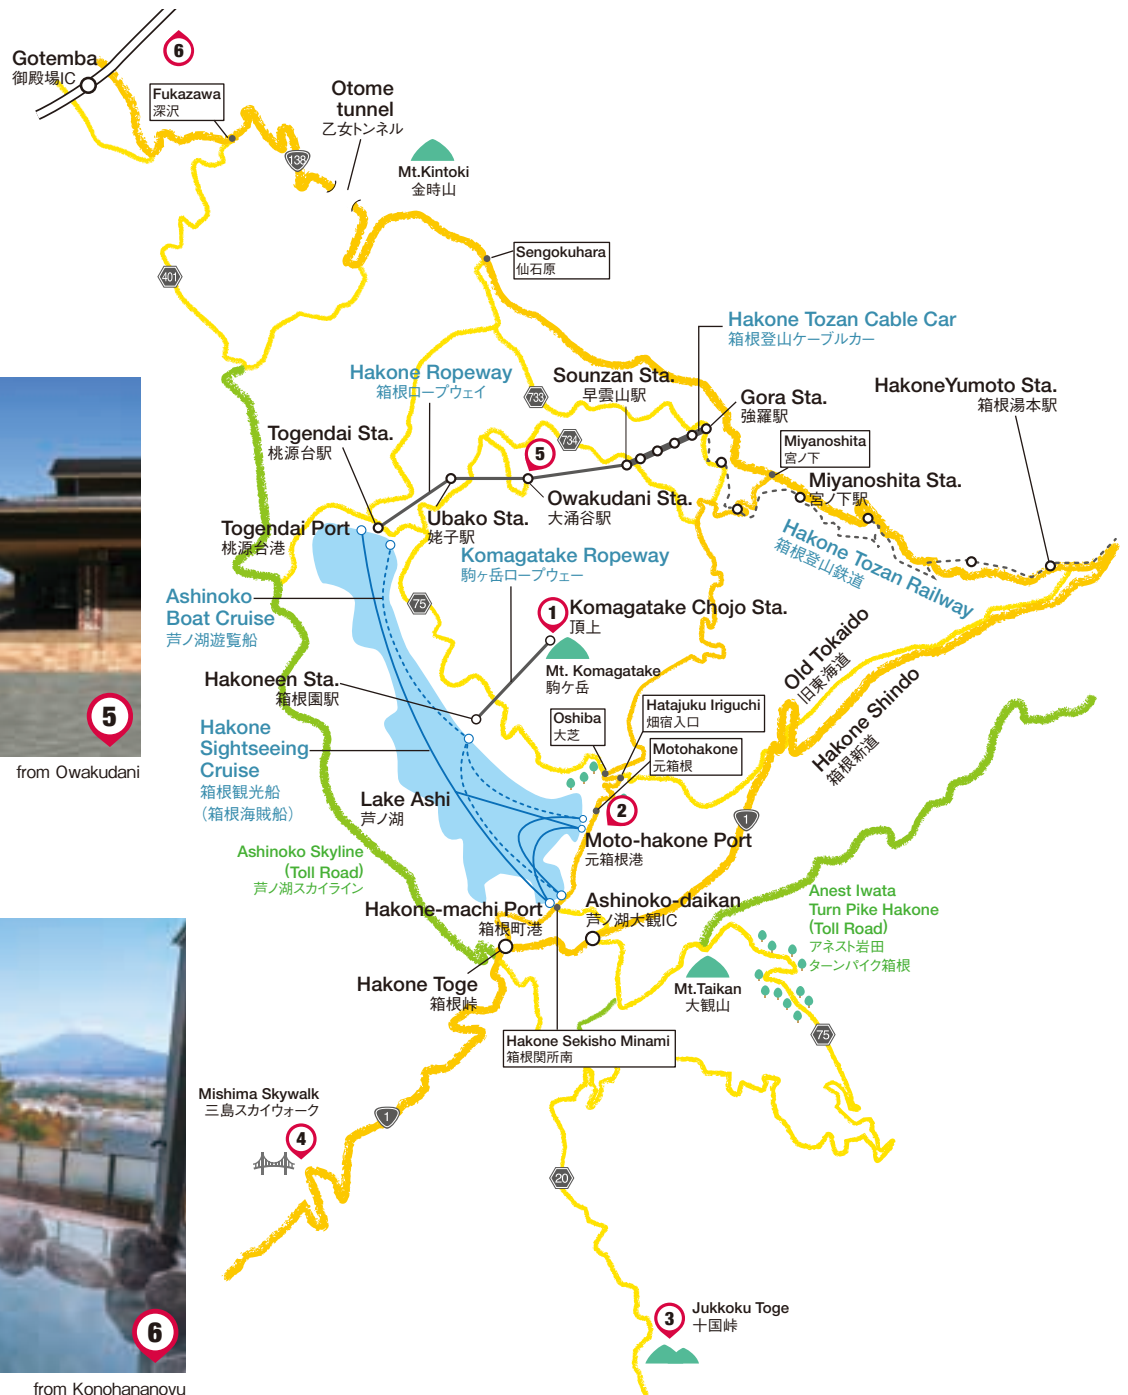 6
Gotemba
御殿場IC
Fukazawa
深沢
Otome
tunnel
乙女トンネル
138
Mt.Kintoki
金時山
Sengokuhara
仙石原
401
Hakone Tozan Cable Car
箱根登山ケーブルカー
Hakone Ropeway
箱根ロープウェイ
Sounzan Sta.
早雲山駅
HakoneYumoto Sta.
箱根湯本駅
733
Gora Sta.
強羅駅
Togendai Sta.
桃源台駅
734
5
Miyanoshita
宮ノ下
Miyanoshita Sta.
宮ノ下駅
Owakudani Sta.
大涌谷駅
Ubako Sta.
姥子駅
Togendai Port
桃源台港
Hakone Tozan Railway
箱根登山鉄道
Komagatake Ropeway
駒ヶ岳ロープウェー
Ashinoko
Boat Cruise
芦ノ湖遊覧船
75
1
Komagatake Chojo Sta.
頂上
Mt. Komagatake
駒ケ岳
Old Tokaido
旧東海道
Hakoneen Sta.
箱根園駅
Hatajuku Iriguchi
畑宿入口
Oshiba
大芝
Hakone Shindo
箱根新道
5
from Owakudani
Hakone
Sightseeing
Cruise
箱根観光船
(箱根海賊船)
Motohakone
元箱根
Lake Ashi
芦ノ湖
2
1
Moto-hakone Port
元箱根港
Ashinoko Skyline
(Toll Road)
芦ノ湖スカイライン
Anest Iwata
Turn Pike Hakone
(Toll Road)
アネスト岩田
ターンパイク箱根
Hakone-machi Port
箱根町港
Ashinoko-daikan
芦ノ湖大観IC
Hakone Toge
箱根峠
Mt.Taikan
大観山
75
Hakone Sekisho Minami
箱根関所南
Mishima Skywalk
三島スカイウォーク
1
4
20
6
from Konohananoyu
3
Jukkoku Toge
十国峠